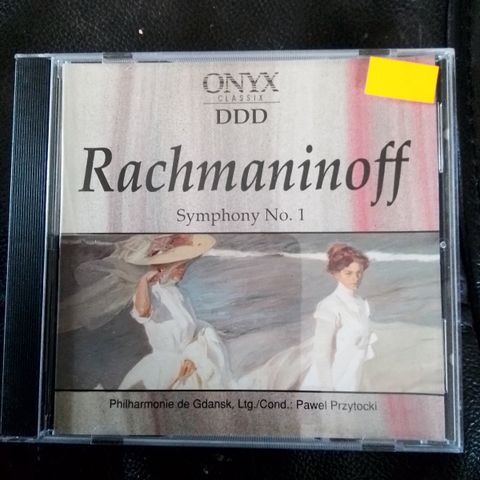 ONYX
CLASSIX
DDD
Rachmaninoff
Symphony No. 1
Philharmonie de Gdansk, Ltg./Cond.: Pawel Przytocki